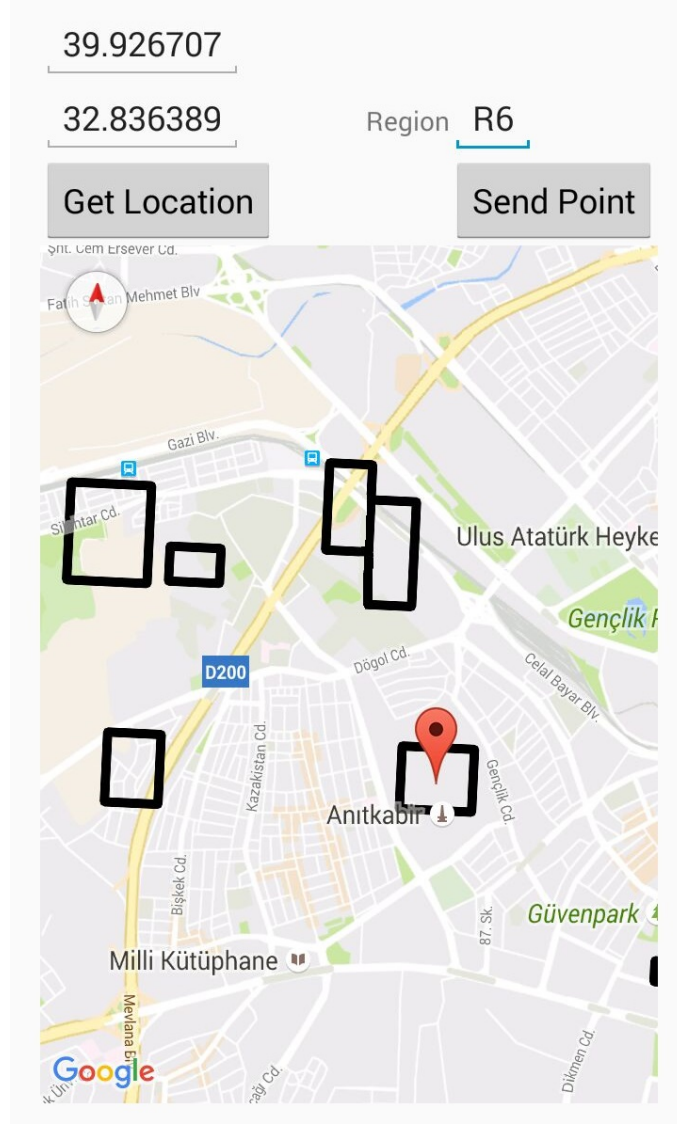 39.926707
32.836389
Region R6
Get Location
Send Point
Şht. Cem Ersever Cd.
Mehmet Blv
Gazi Blv.
Cd.
Ulus Atatürk Heyke
Gençlik
Dögol Cd.
D200
Celal Bayar Blv.
Kazakistan Cd.
Gençlik Cd.
Anıtkabir
Bişkek Cd.
87. Sk.
Güvenpark
Milli Kütüphane
Mevlana
Dikmen Cd.
Google
Cd.